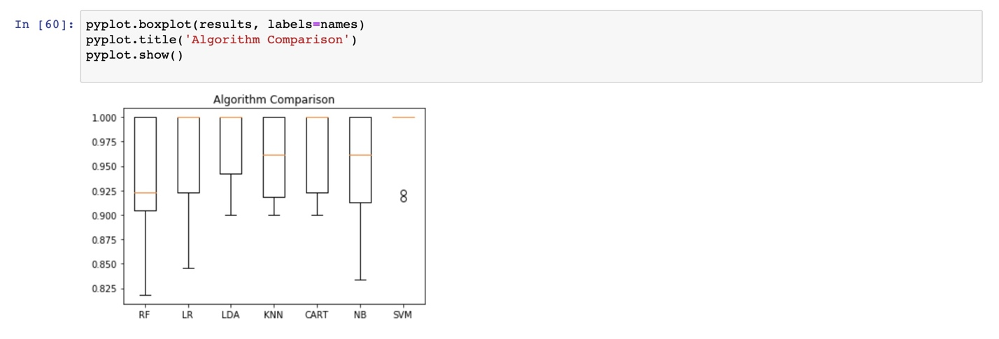 In [60]: pyplot.boxplot(results, labels=names)
pyplot.title('Algorithm Comparison')
pyplot.show()
Algorithm Comparison
1.000
0.975
0.950
0.925
0.900
0.875
0.850
0.825
RF LR LDA KNN CART NB SVM